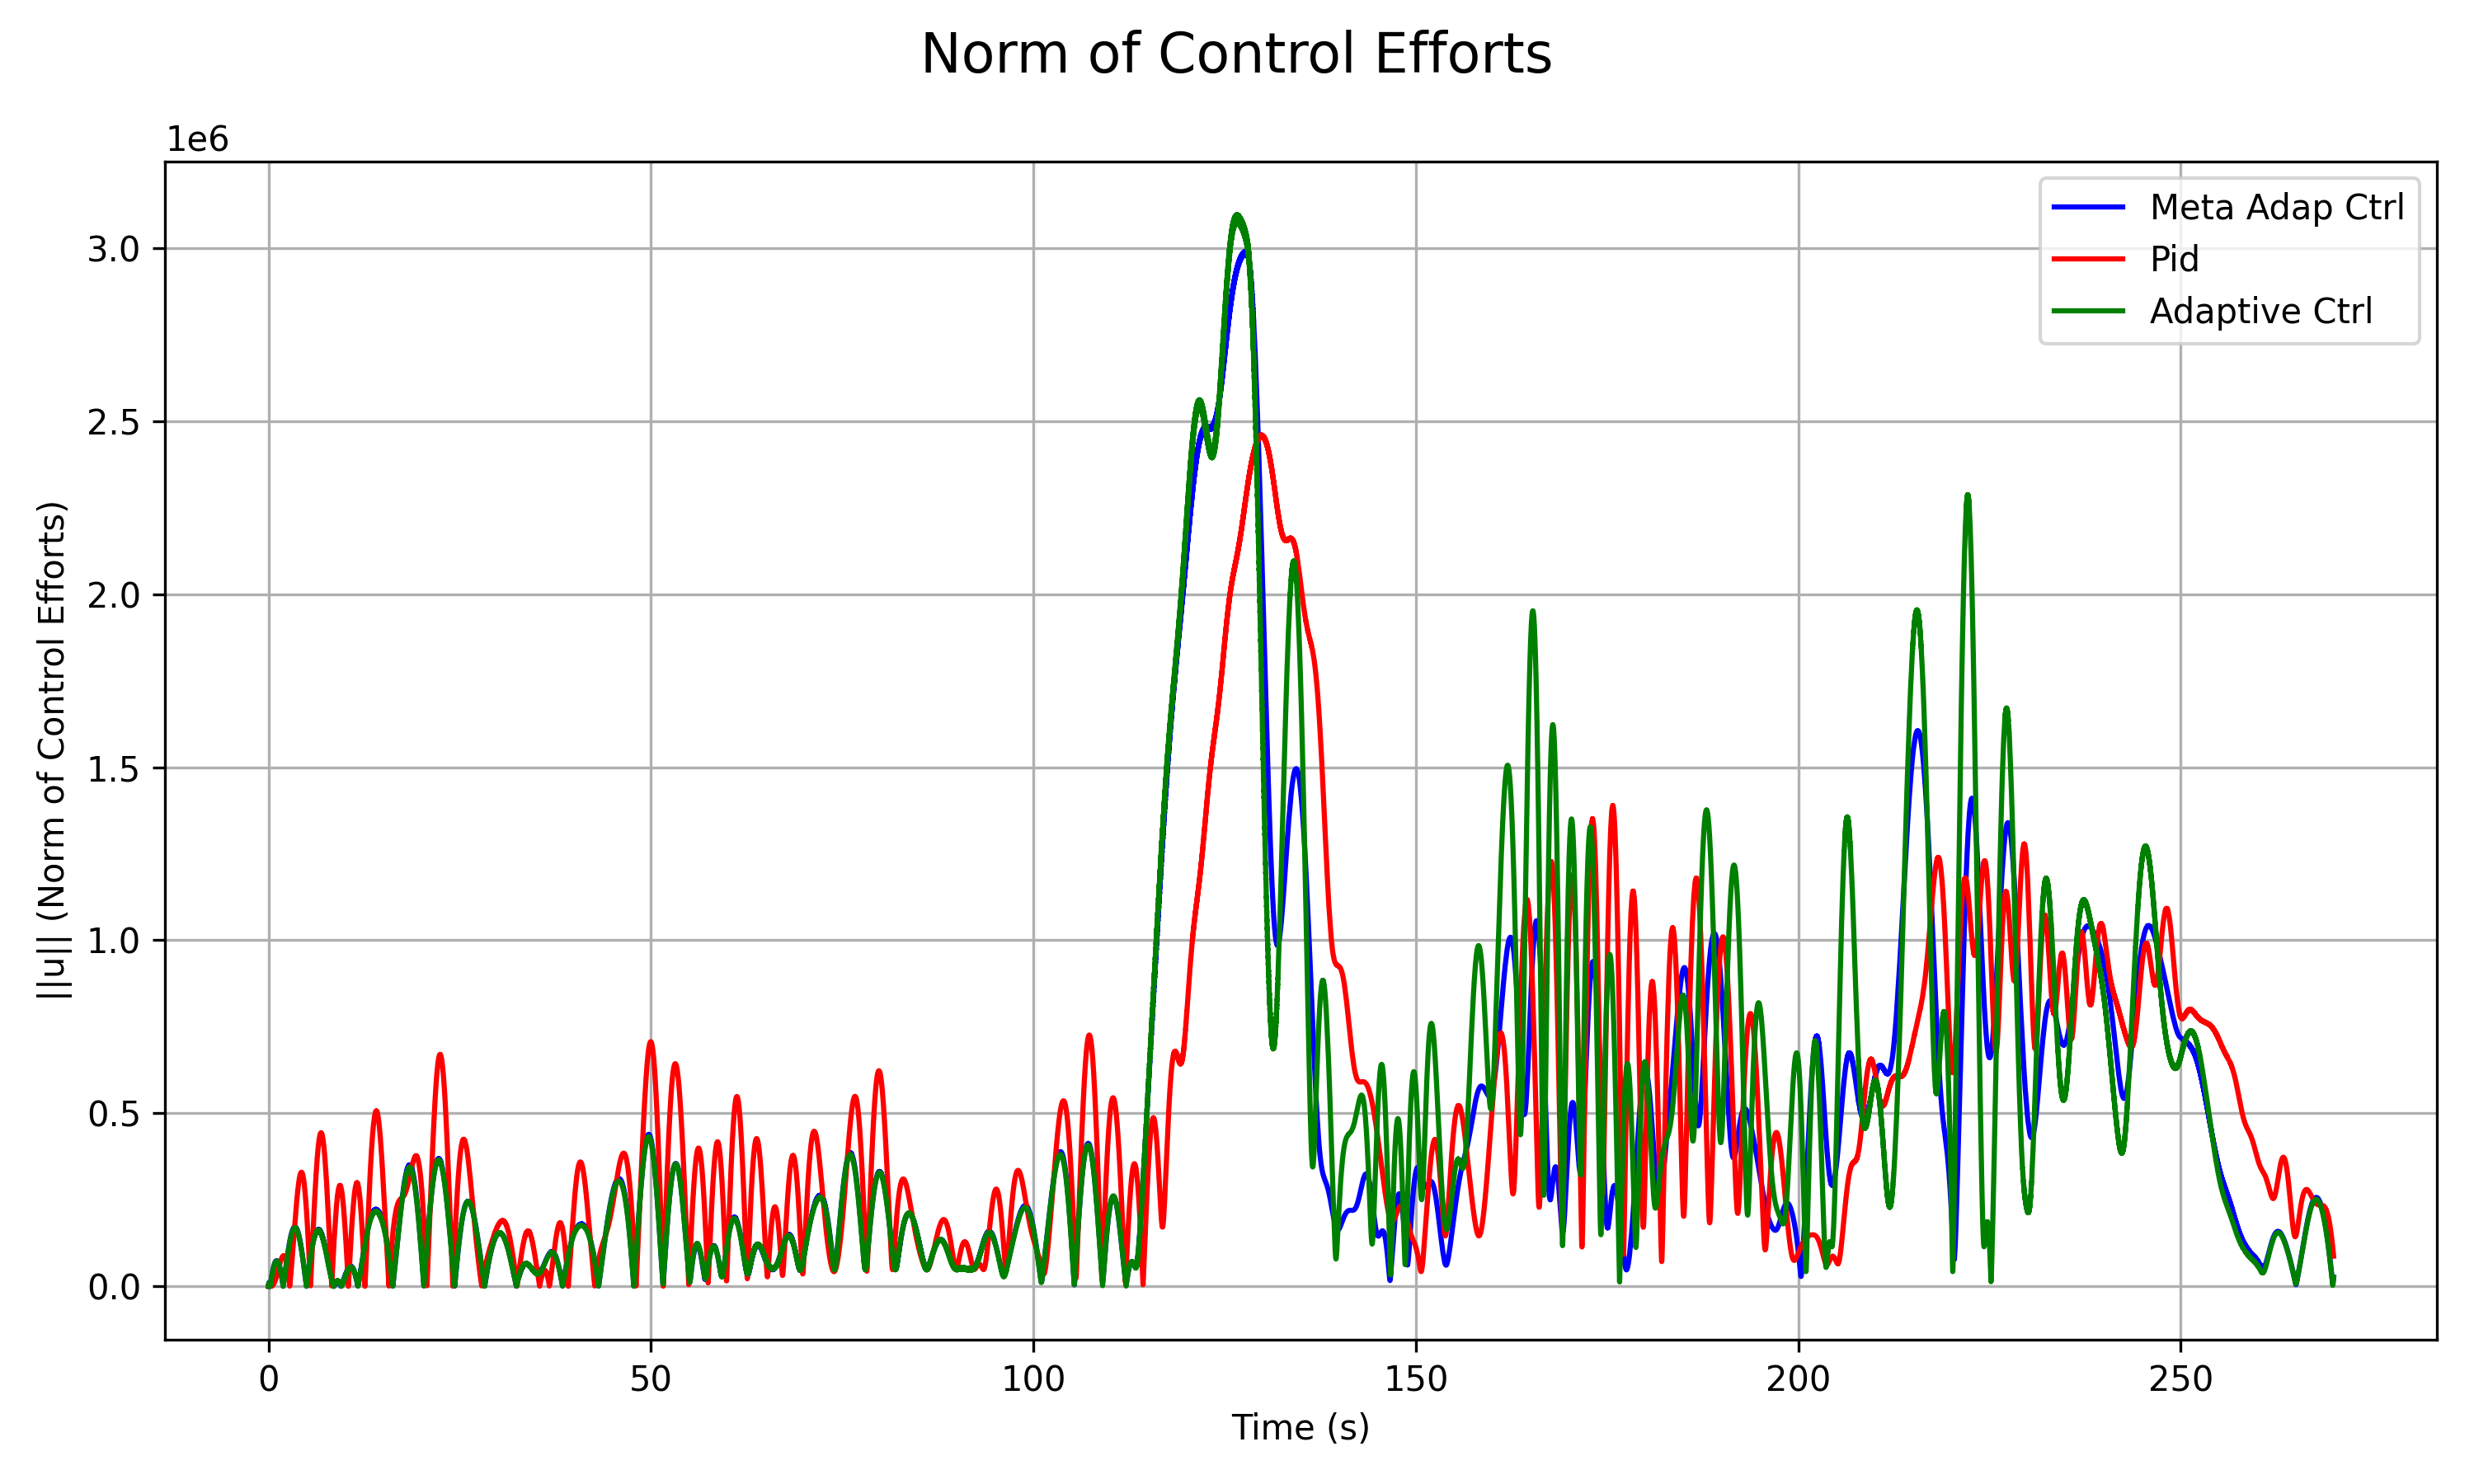 Norm of Control Efforts
1e6
Meta Adap Ctrl
Pid
Adaptive Ctrl
3.0
2.5
2.0
1.5
1.0
0.5
0.0
||u|| (Norm of Control Efforts)
0 50 100 150 200 250
Time (s)